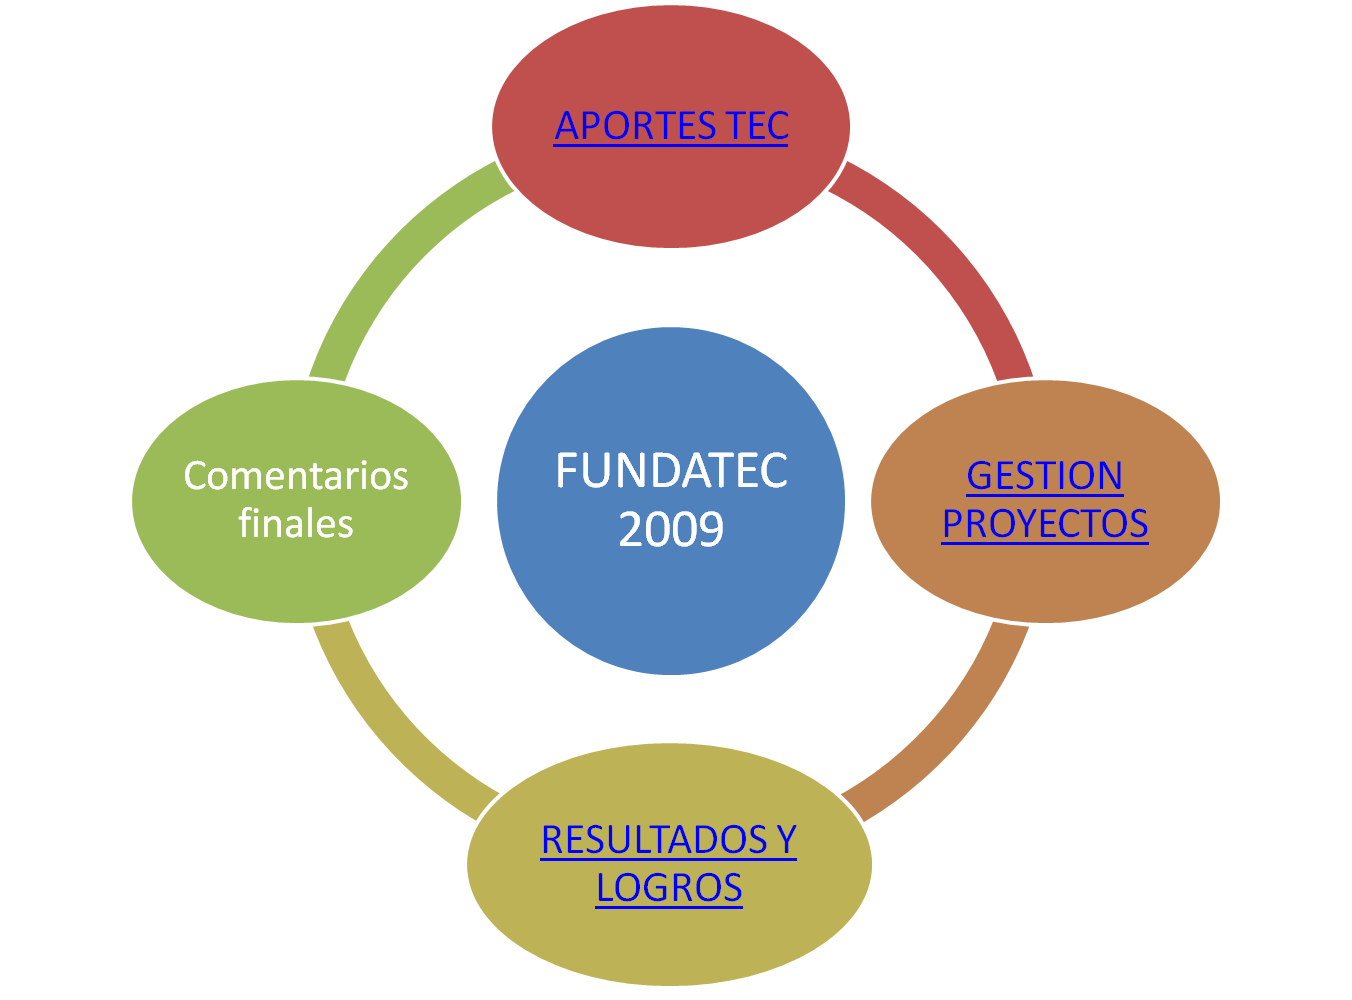 APORTES TEC
GESTION
PROYECTOS
RESULTADOS Y
LOGROS
Comentarios
finales
FUNDATEC
2009